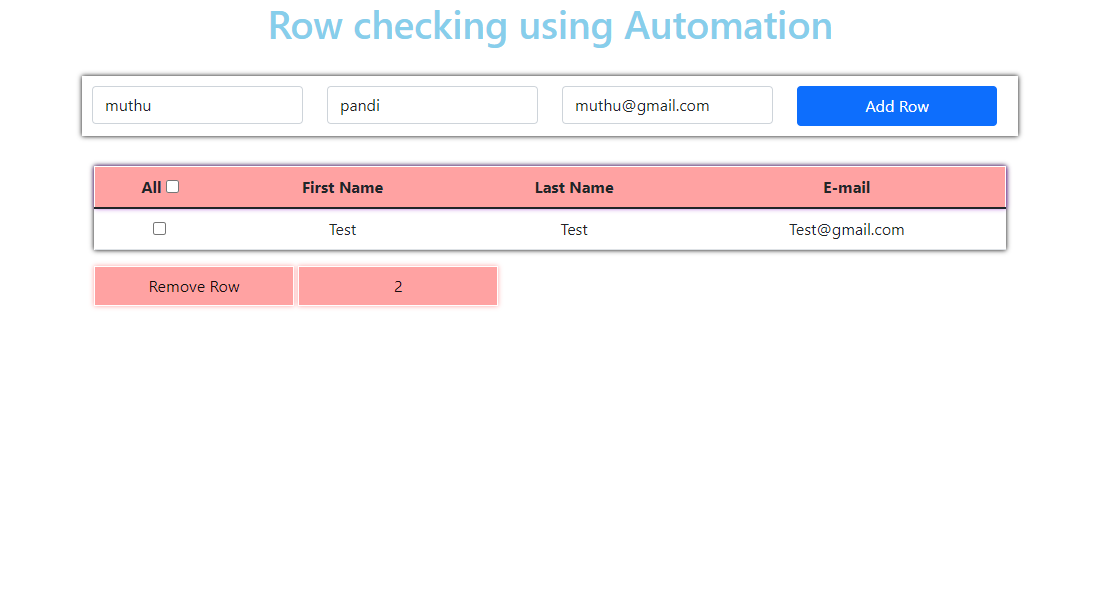 Row checking using Automation
muthu pandi muthu@gmail.com Add Row
All First Name Last Name E-mail
Test Test Test@gmail.com
Remove Row 2